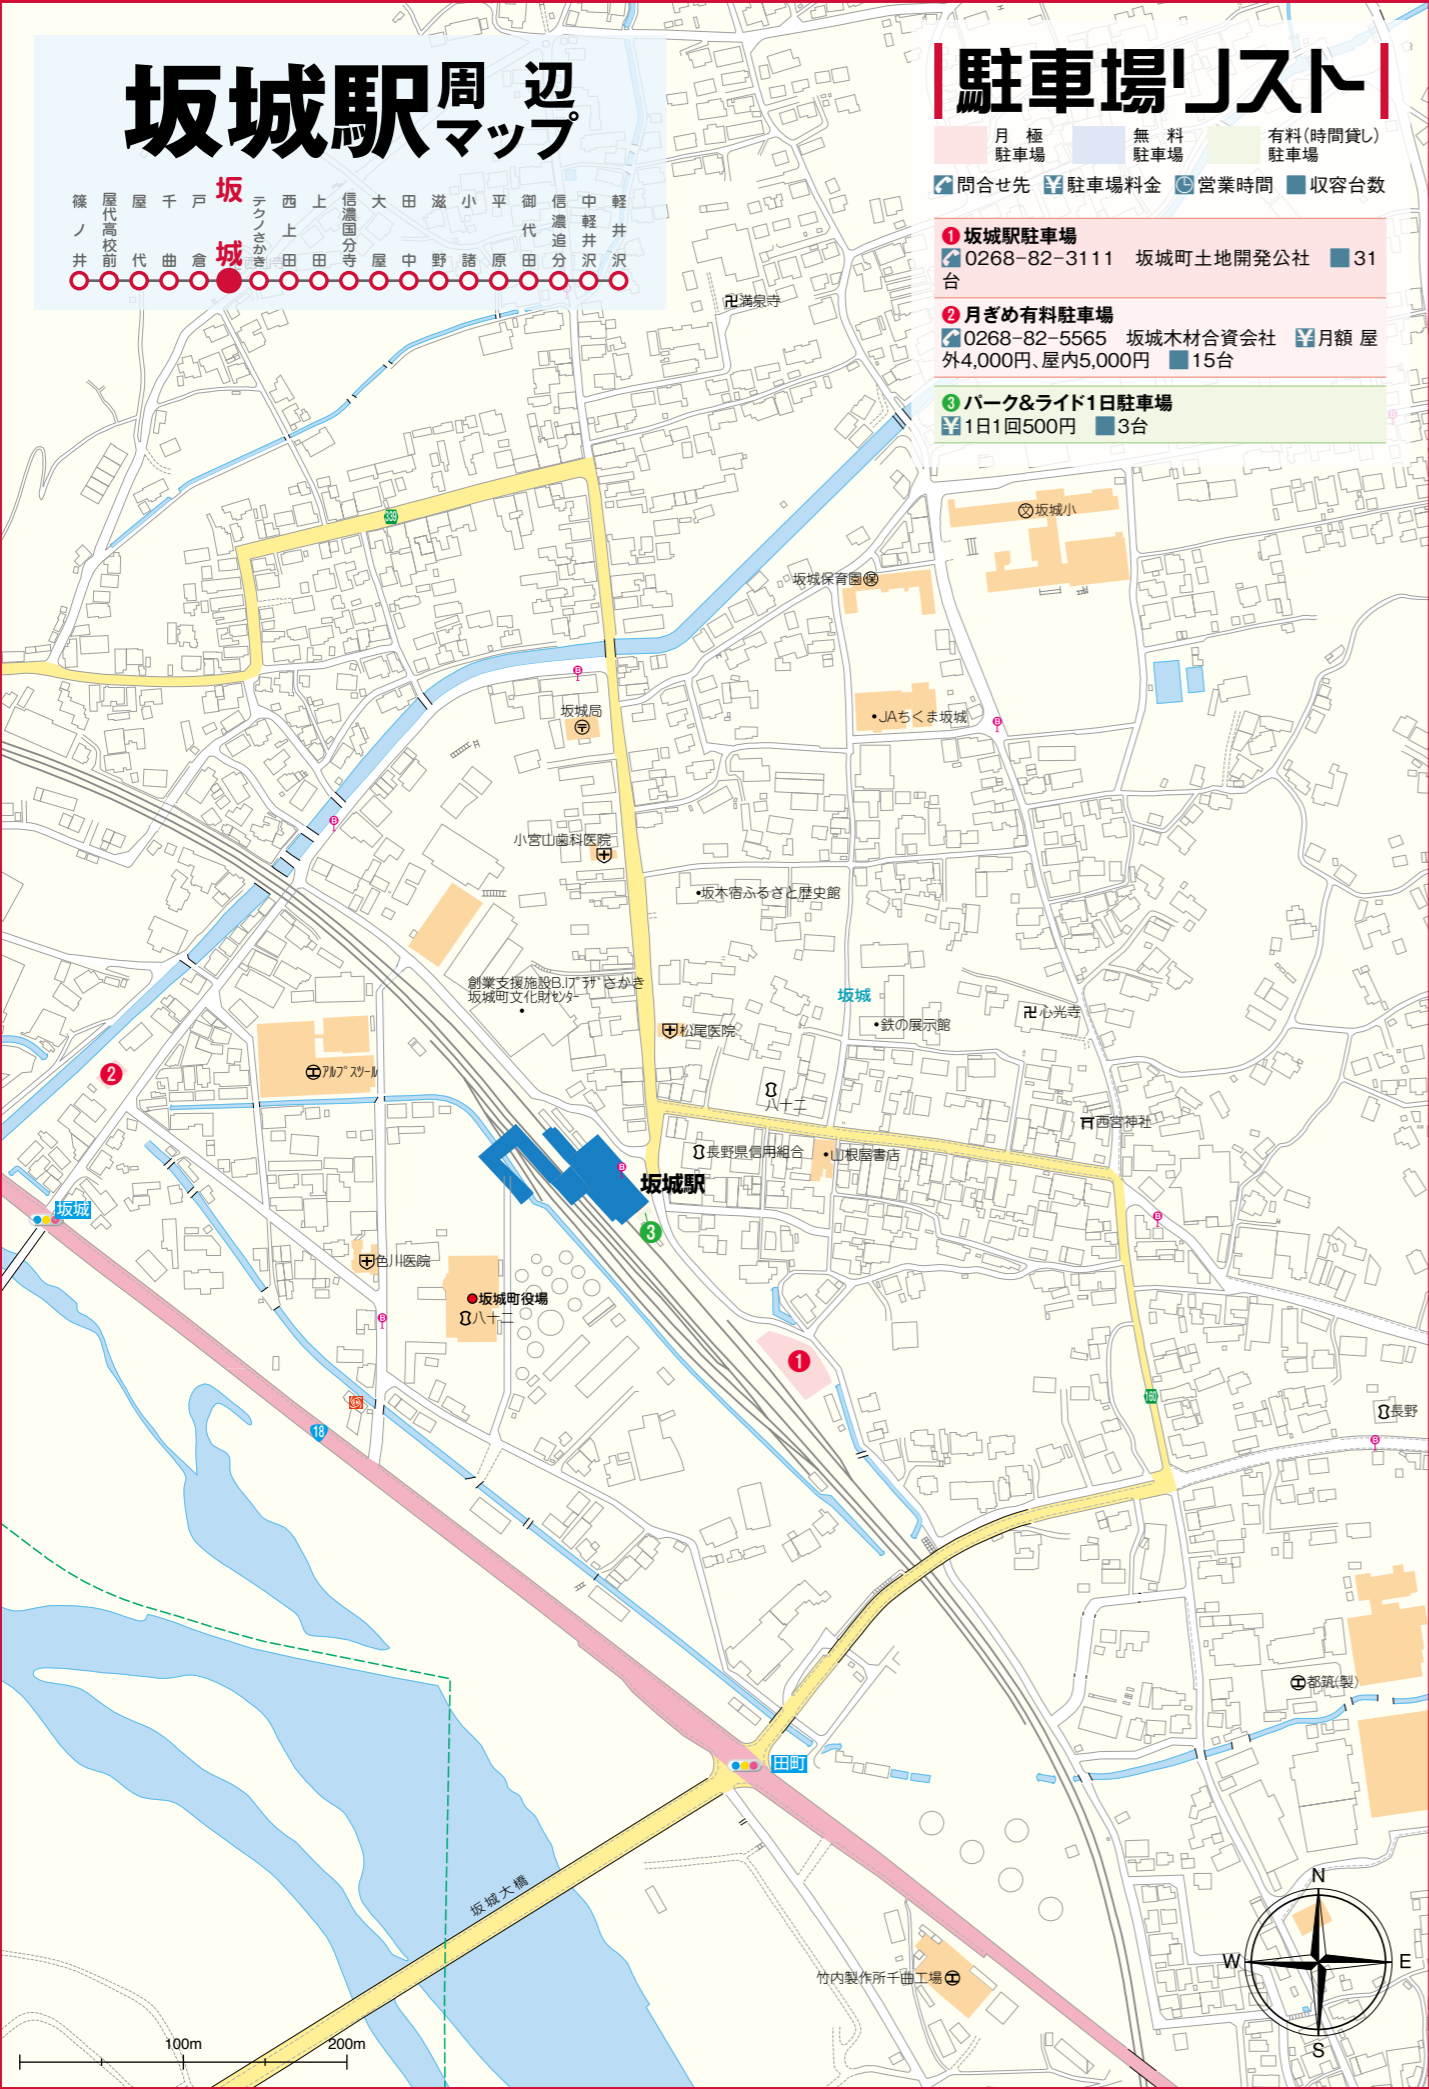 坂城駅周辺
マップ
篠ノ井
屋代高校前
屋代
千曲
戸倉
坂城
テクノさかき
西上田
上田
信濃国分寺
大屋
田中
滋野
小諸
平原
御代田
信濃追分
中軽井沢
軽井沢
駐車場リスト
月極
駐車場
無料
駐車場
有料(時間貸し)
駐車場
問合せ先 ¥駐車場料金 営業時間 収容台数
1 坂城駅駐車場
0268-82-3111 坂城町土地開発公社 31
台
2 月ぎめ有料駐車場
0268-82-5565 坂城木材合資会社 ¥月額 屋
外4,000円、屋内5,000円 15台
3 パーク&ライド1日駐車場
¥1日1回500円 3台
卍満泉寺
339
文坂城小
坂城保育園保
坂城局
〒
・JAちくま坂城
小宮山歯科医院
・坂木宿ふるさと歴史館
創業支援施設B.Iプラザさかき
坂城町文化財センター
坂城
・鉄の展示館
卍心光寺
松尾医院
2
アルプスツール
八十二
西宮神社
長野県信用組合
・山根屋書店
坂城駅
坂城
3
色川医院
坂城町役場
八十二
1
160
長野
18
都築(製)
田町
坂城大橋
竹内製作所千曲工場
N
W
E
S
100m
200m